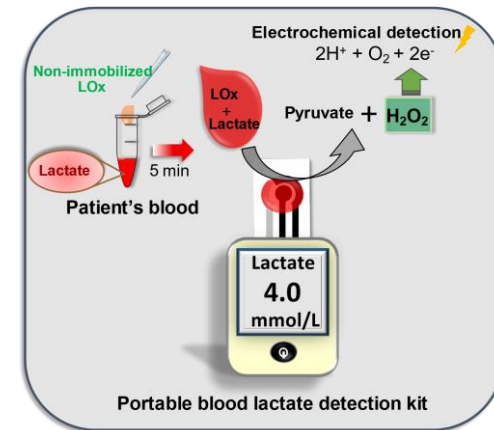 Electrochemical detection
2H⁺ + O₂ + 2e⁻
Non-immobilized
LOx
LOx
+
Lactate
Pyruvate + H₂O₂
Lactate
5 min
Patient's blood
Lactate
4.0
mmol/L
Portable blood lactate detection kit